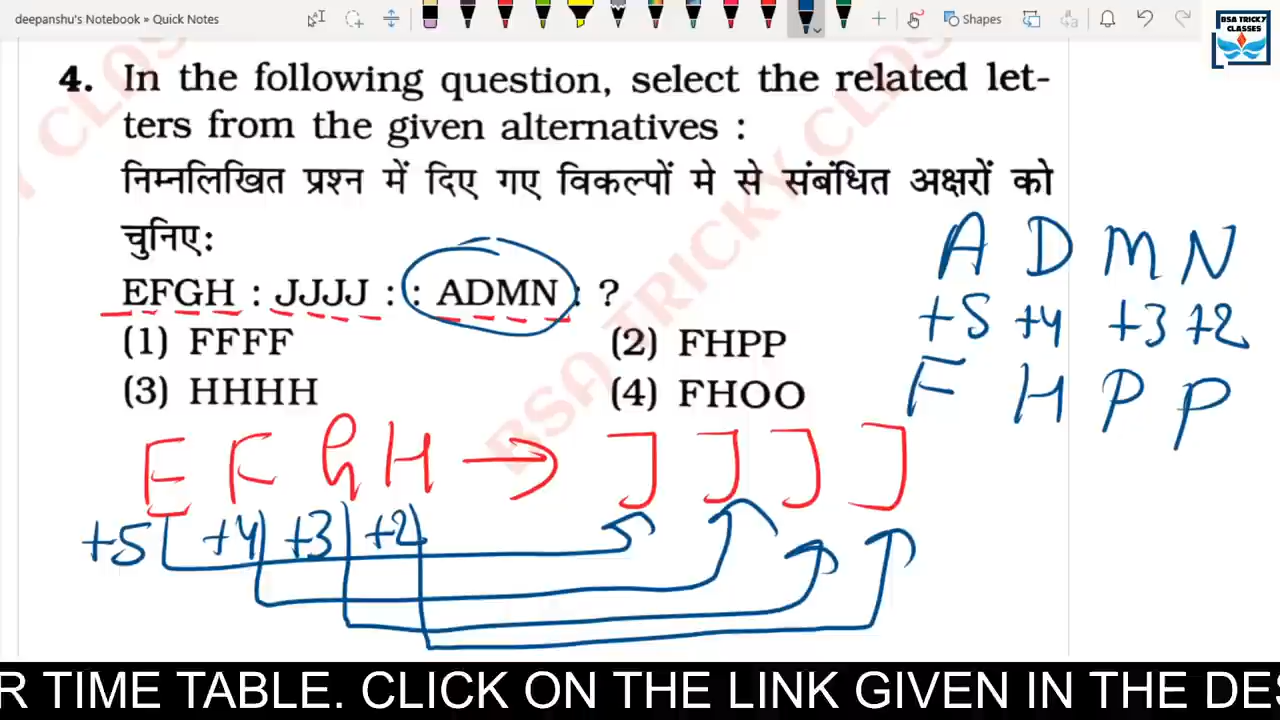 deepanshu's Notebook » Quick Notes
Shapes
BSA TRICKY
CLASSES
4. In the following question, select the related let-
ters from the given alternatives :
निम्नलिखित प्रश्न में दिए गए विकल्पों मे से संबंधित अक्षरों को
चुनिए:
EFGH : JJJJ : : ADMN : ?
(1) FFFF (2) FHPP
(3) HHHH (4) FHOO
A D M N
+5 +4 +3 +2
F H P P
E F G H → J J J J
+5 +4 +3 +2
BSA TRICKY CLOS
R TIME TABLE. CLICK ON THE LINK GIVEN IN THE DES